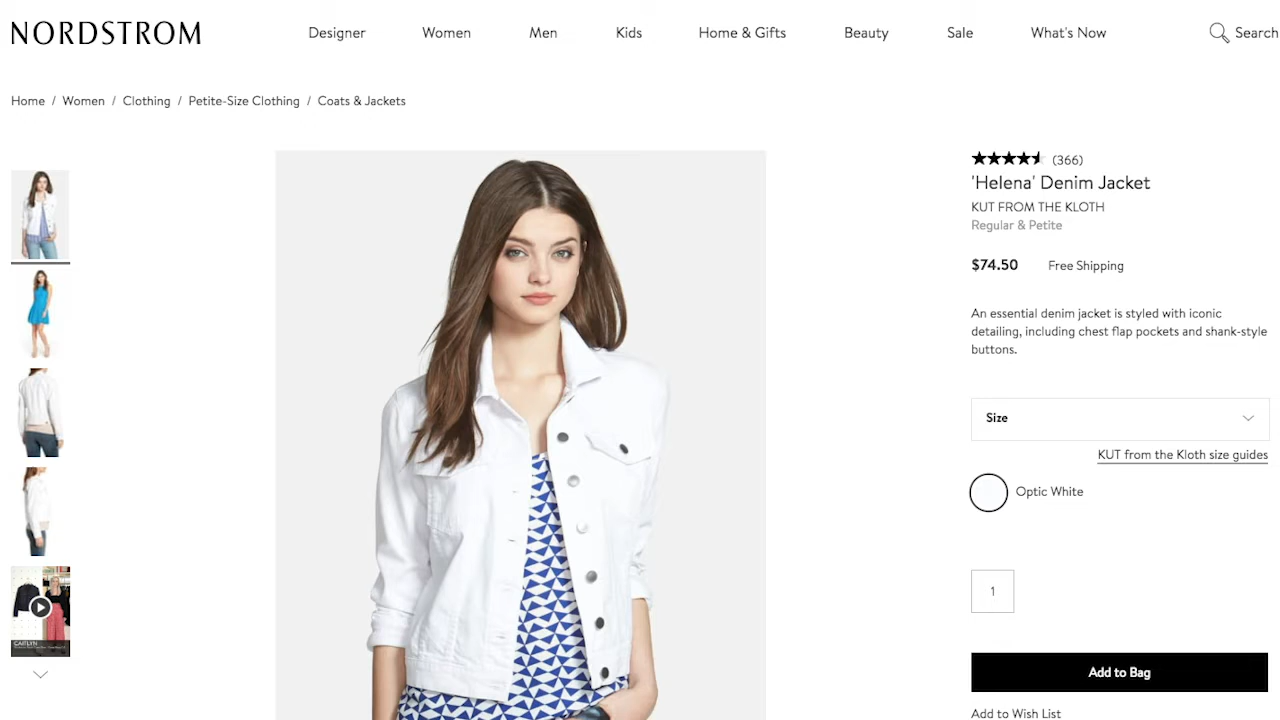 NORDSTROM
Designer
Women
Men
Kids
Home & Gifts
Beauty
Sale
What's Now
Search
Home / Women / Clothing / Petite-Size Clothing / Coats & Jackets
(366)
'Helena' Denim Jacket
KUT FROM THE KLOTH
Regular & Petite
$74.50 Free Shipping
An essential denim jacket is styled with iconic
detailing, including chest flap pockets and shank-style
buttons.
Size
KUT from the Kloth size guides
Optic White
1
Add to Bag
Add to Wish List
CAITLYN